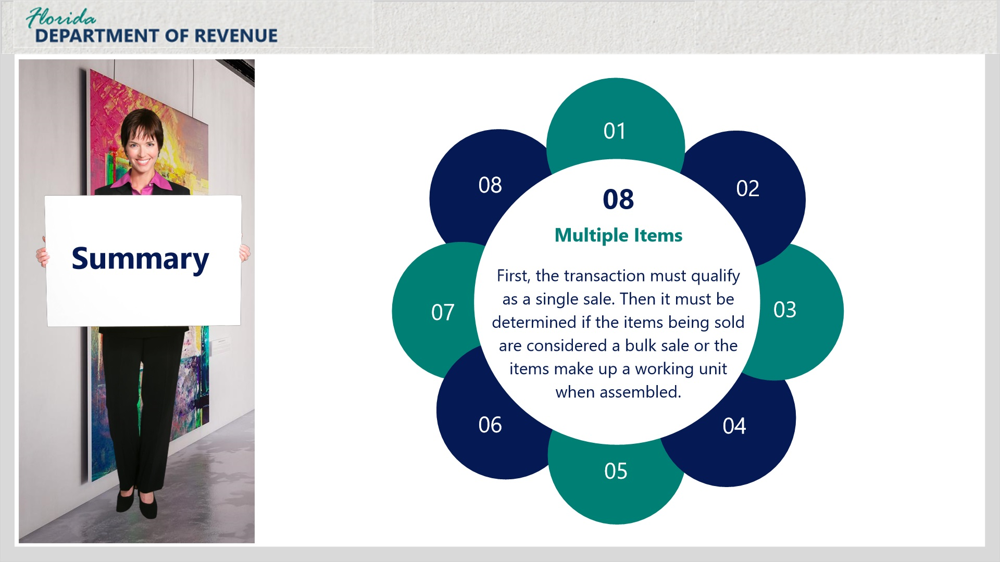 Florida
DEPARTMENT OF REVENUE
Summary
01
02
03
04
05
06
07
08
08
Multiple Items
First, the transaction must qualify
as a single sale. Then it must be
determined if the items being sold
are considered a bulk sale or the
items make up a working unit
when assembled.